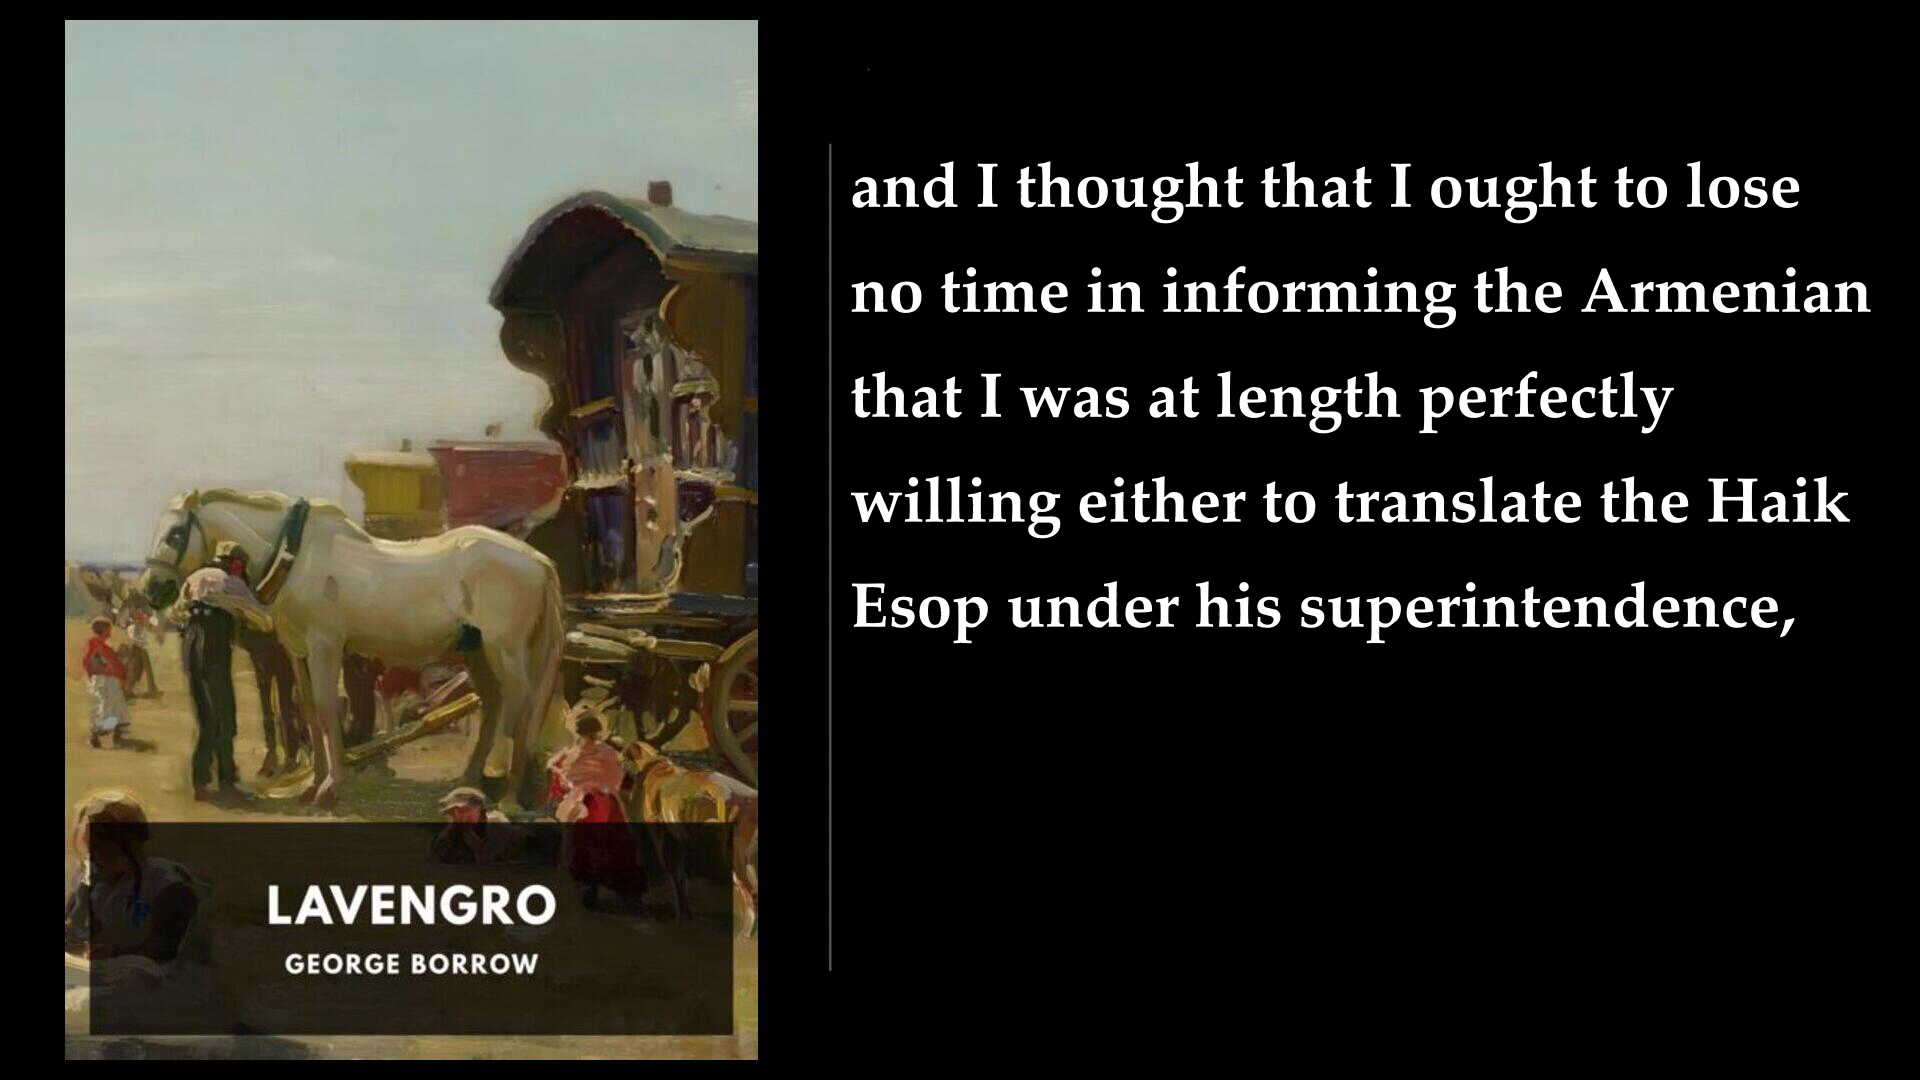 and I thought that I ought to lose
no time in informing the Armenian
that I was at length perfectly
willing either to translate the Haik
Esop under his superintendence,
LAVENGRO
GEORGE BORROW